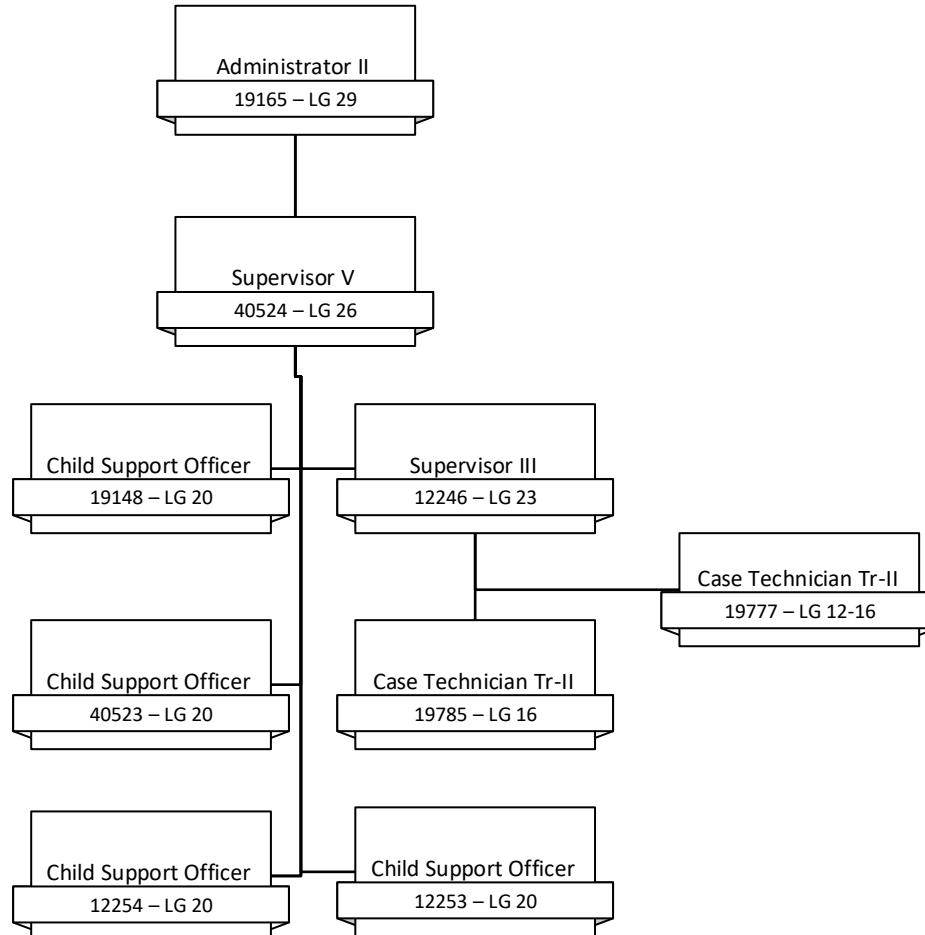 Administrator II
19165 – LG 29
Supervisor V
40524 – LG 26
Child Support Officer
19148 – LG 20
Supervisor III
12246 – LG 23
Case Technician Tr-II
19777 – LG 12-16
Child Support Officer
40523 – LG 20
Case Technician Tr-II
19785 – LG 16
Child Support Officer
12254 – LG 20
Child Support Officer
12253 – LG 20